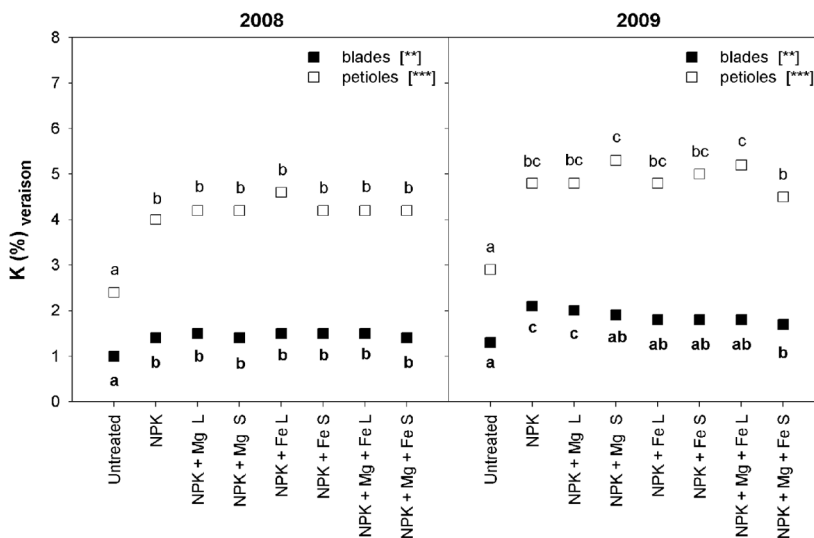 2008
2009
8
7
6
5
4
3
2
1
0
K (%) veraison
blades [**]
petioles [***]
blades [**]
petioles [***]
a b b b b b b b
a b b b b b b b
a bc bc c bc bc c b
a c c ab ab ab ab b
Untreated
NPK
NPK + Mg L
NPK + Mg S
NPK + Fe L
NPK + Fe S
NPK + Mg + Fe L
NPK + Mg + Fe S
Untreated
NPK
NPK + Mg L
NPK + Mg S
NPK + Fe L
NPK + Fe S
NPK + Mg + Fe L
NPK + Mg + Fe S